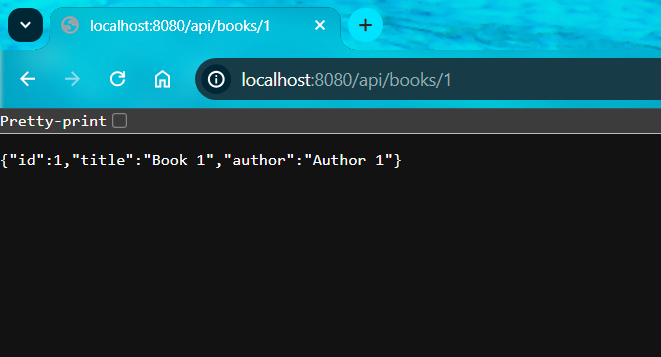 localhost:8080/api/books/1
localhost:8080/api/books/1
Pretty-print
{"id":1,"title":"Book 1","author":"Author 1"}